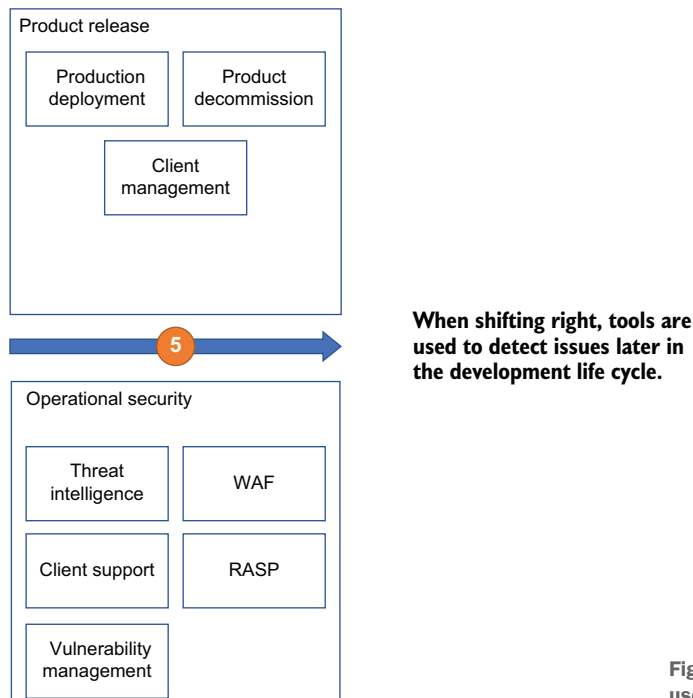 Product release
Production
deployment
Product
decommission
Client
management
5
When shifting right, tools are
used to detect issues later in
the development life cycle.
Operational security
Threat
intelligence
WAF
Client support
RASP
Vulnerability
management